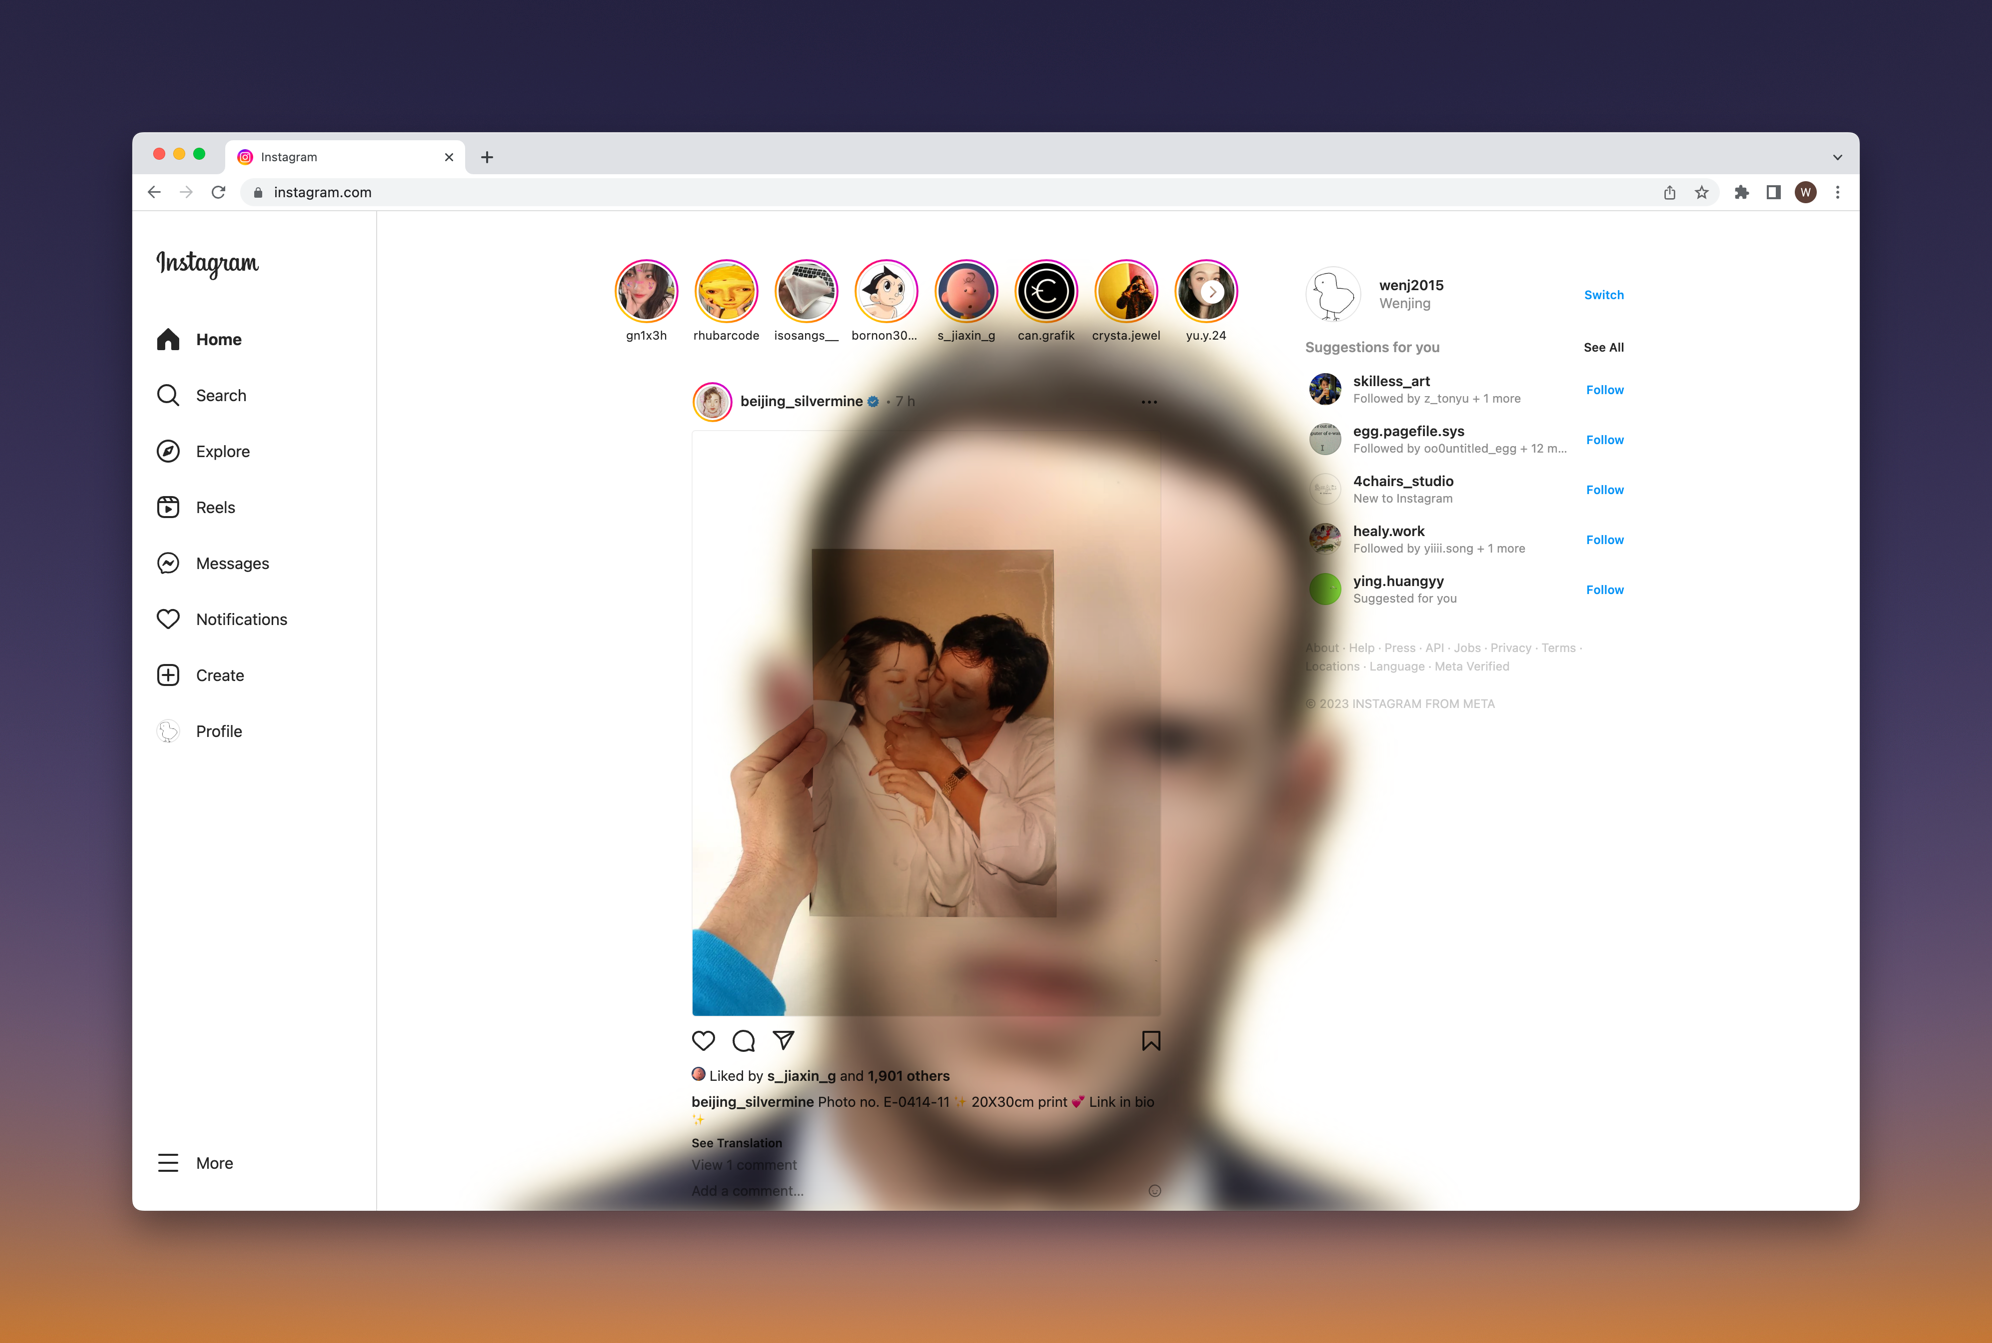 Instagram
instagram.com
W
Instagram
Home
Search
Explore
Reels
Messages
Notifications
Create
Profile
More
gn1x3h
rhubarcode
isosangs__
bornon30...
s_jiaxin_g
can.grafik
crysta.jewel
yu.y.24
beijing_silvermine • 7 h
Liked by s_jiaxin_g and 1,901 others
beijing_silvermine Photo no. E-0414-11 ✨ 20X30cm print 💕 Link in bio
✨
See Translation
View 1 comment
Add a comment...
wenj2015
Wenjing
Switch
Suggestions for you
See All
skilless_art
Followed by z_tonyu + 1 more
Follow
egg.pagefile.sys
Followed by oo0untitled_egg + 12 m...
Follow
4chairs_studio
New to Instagram
Follow
healy.work
Followed by yiiii.song + 1 more
Follow
ying.huangyy
Suggested for you
Follow
About · Help · Press · API · Jobs · Privacy · Terms ·
Locations · Language · Meta Verified
© 2023 INSTAGRAM FROM META